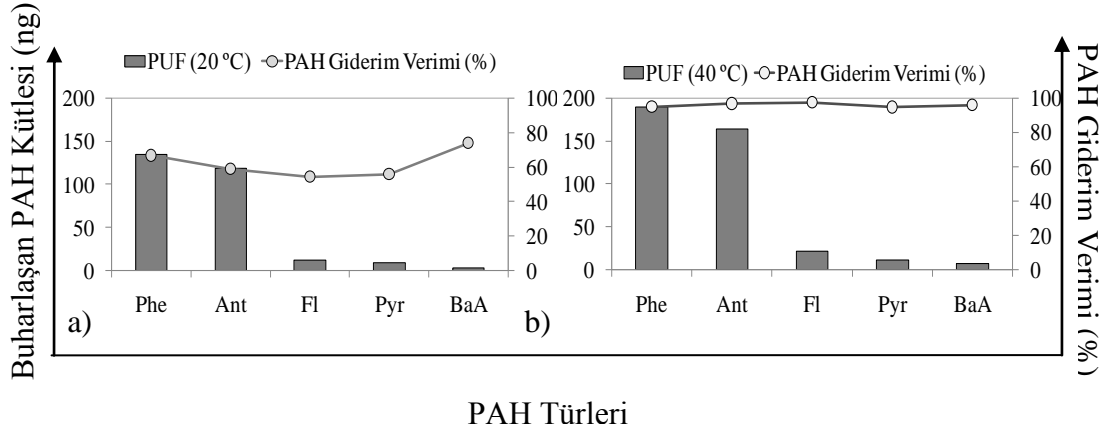 Buharlaşan PAH Kütlesi (ng)
PUF (20 ºC) PAH Giderim Verimi (%)
200
150
100
50
0
100
80
60
40
20
0
Phe Ant Fl Pyr BaA
a)
PUF (40 ºC) PAH Giderim Verimi (%)
200
150
100
50
0
100
80
60
40
20
0
Phe Ant Fl Pyr BaA
b)
PAH Giderim Verimi (%)
PAH Türleri